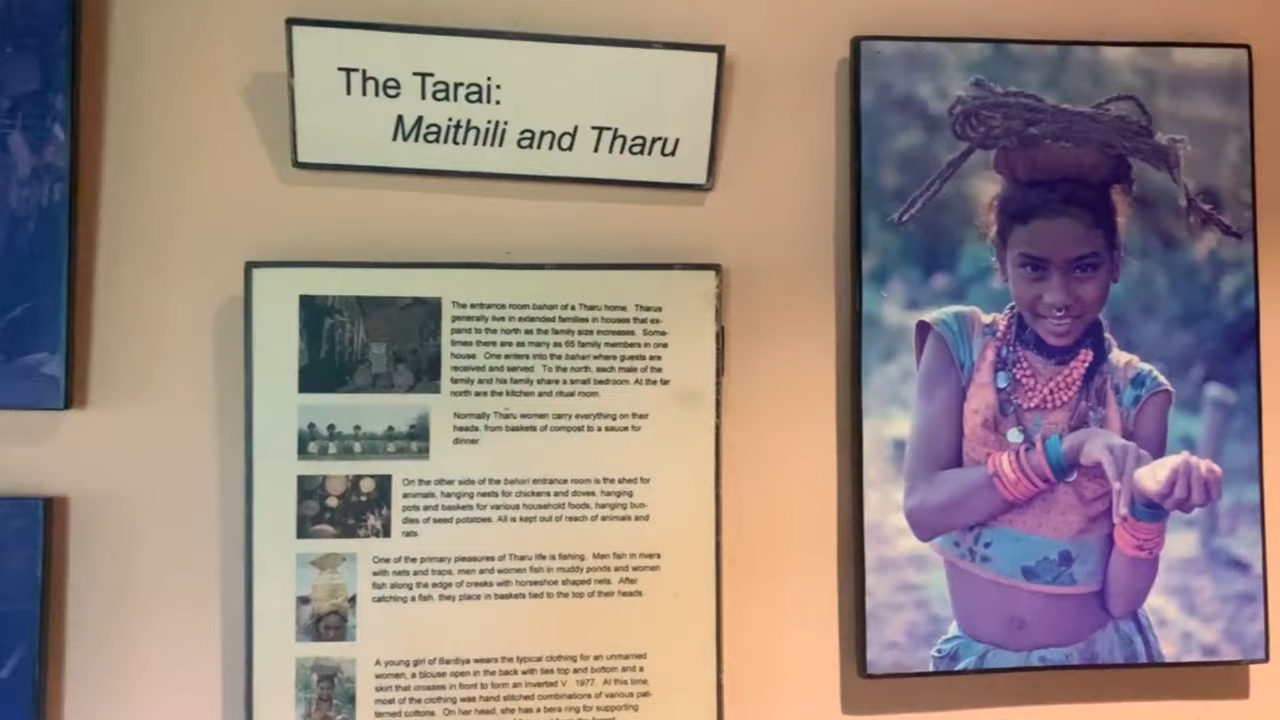 The Tarai:
Maithili and Tharu
The entrance room bahari of a Tharu home. Tharus
generally live in extended families in houses that ex-
pand to the north as the family size increases. Some-
times there are as many as 65 family members in one
house. One enters into the bahari where guests are
received and served. To the north, each male of the
family and his family share a small bedroom. At the far
north are the kitchen and ritual room.
Normally Tharu women carry everything on their
heads, from baskets of compost to a sauce for
dinner.
On the other side of the bahari entrance room is the shed for
animals, hanging nests for chickens and doves, hanging
pots and baskets for various household foods, hanging bun-
dles of seed potatoes. All is kept out of reach of animals and
rats.
One of the primary pleasures of Tharu life is fishing. Men fish in rivers
with nets and traps, men and women fish in muddy ponds and women
fish along the edge of creeks with horseshoe shaped nets. After
catching a fish, they place in baskets tied to the top of their heads.
A young girl of Bardiya wears the typical clothing for an unmarried
women, a blouse open in the back with ties top and bottom and a
skirt that crosses in front to form an inverted V. 1977. At this time,
most of the clothing was hand stitched combinations of various pat-
terned cottons. On her head, she has a bera ring for supporting
from the forest